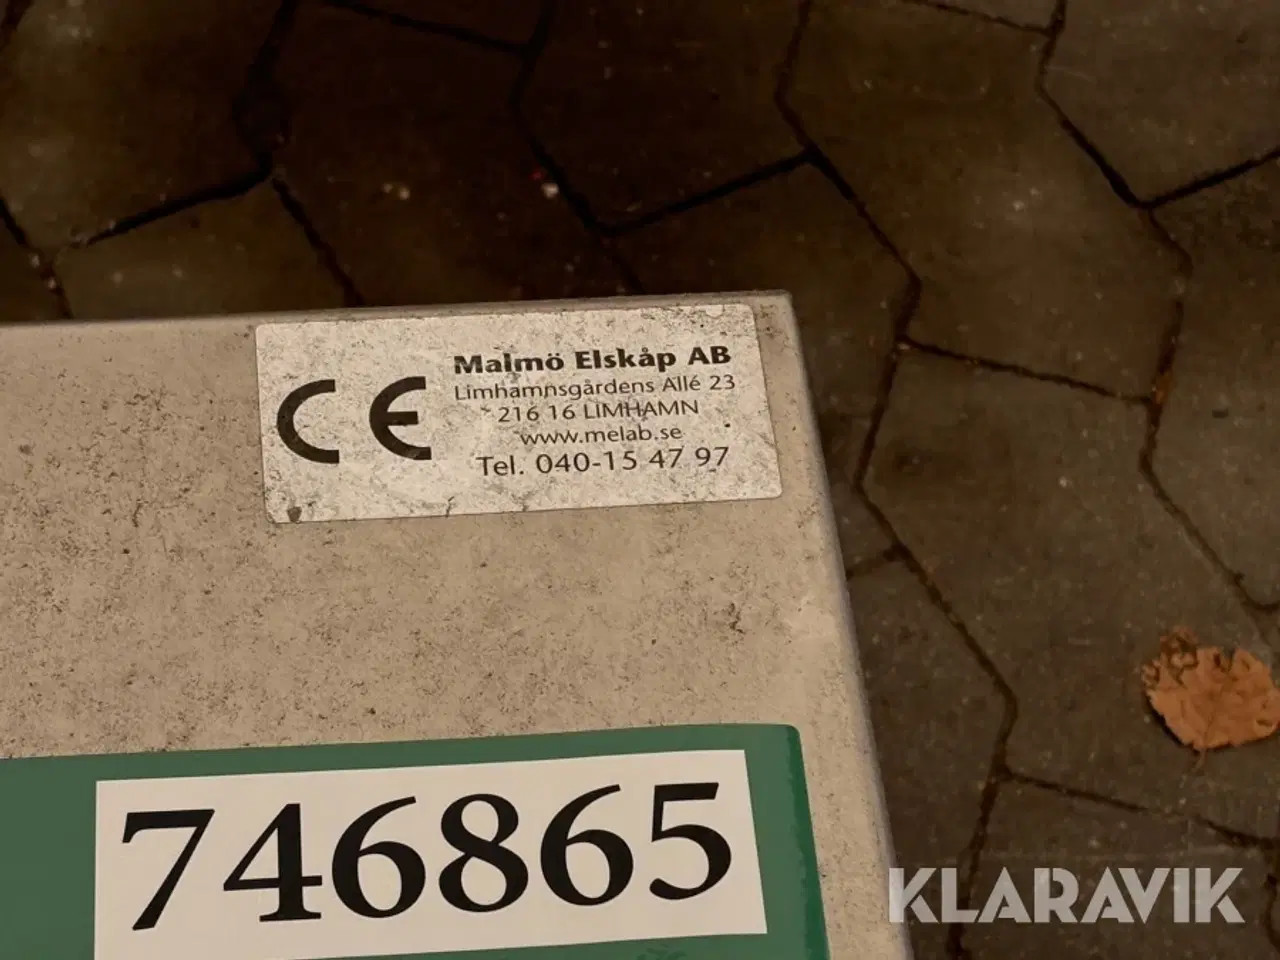 CE
Malmö Elskåp AB
Limhamnsgårdens Allé 23
216 16 LIMHAMN
www.melab.se
Tel. 040-15 47 97
746865
KLARAVIK